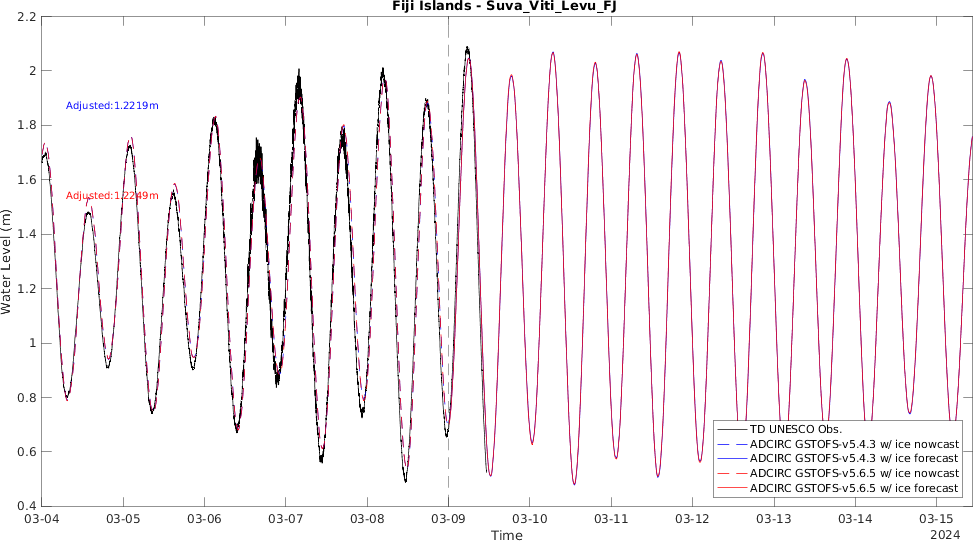 Fiji Islands - Suva_Viti_Levu_FJ
2.2
2
1.8
1.6
1.4
1.2
1
0.8
0.6
0.4
Water Level (m)
Adjusted:1.2219m
Adjusted:1.2249m
TD UNESCO Obs.
ADCIRC GSTOFS-v5.4.3 w/ ice nowcast
ADCIRC GSTOFS-v5.4.3 w/ ice forecast
ADCIRC GSTOFS-v5.6.5 w/ ice nowcast
ADCIRC GSTOFS-v5.6.5 w/ ice forecast
03-04 03-05 03-06 03-07 03-08 03-09 03-10 03-11 03-12 03-13 03-14 03-15
2024
Time